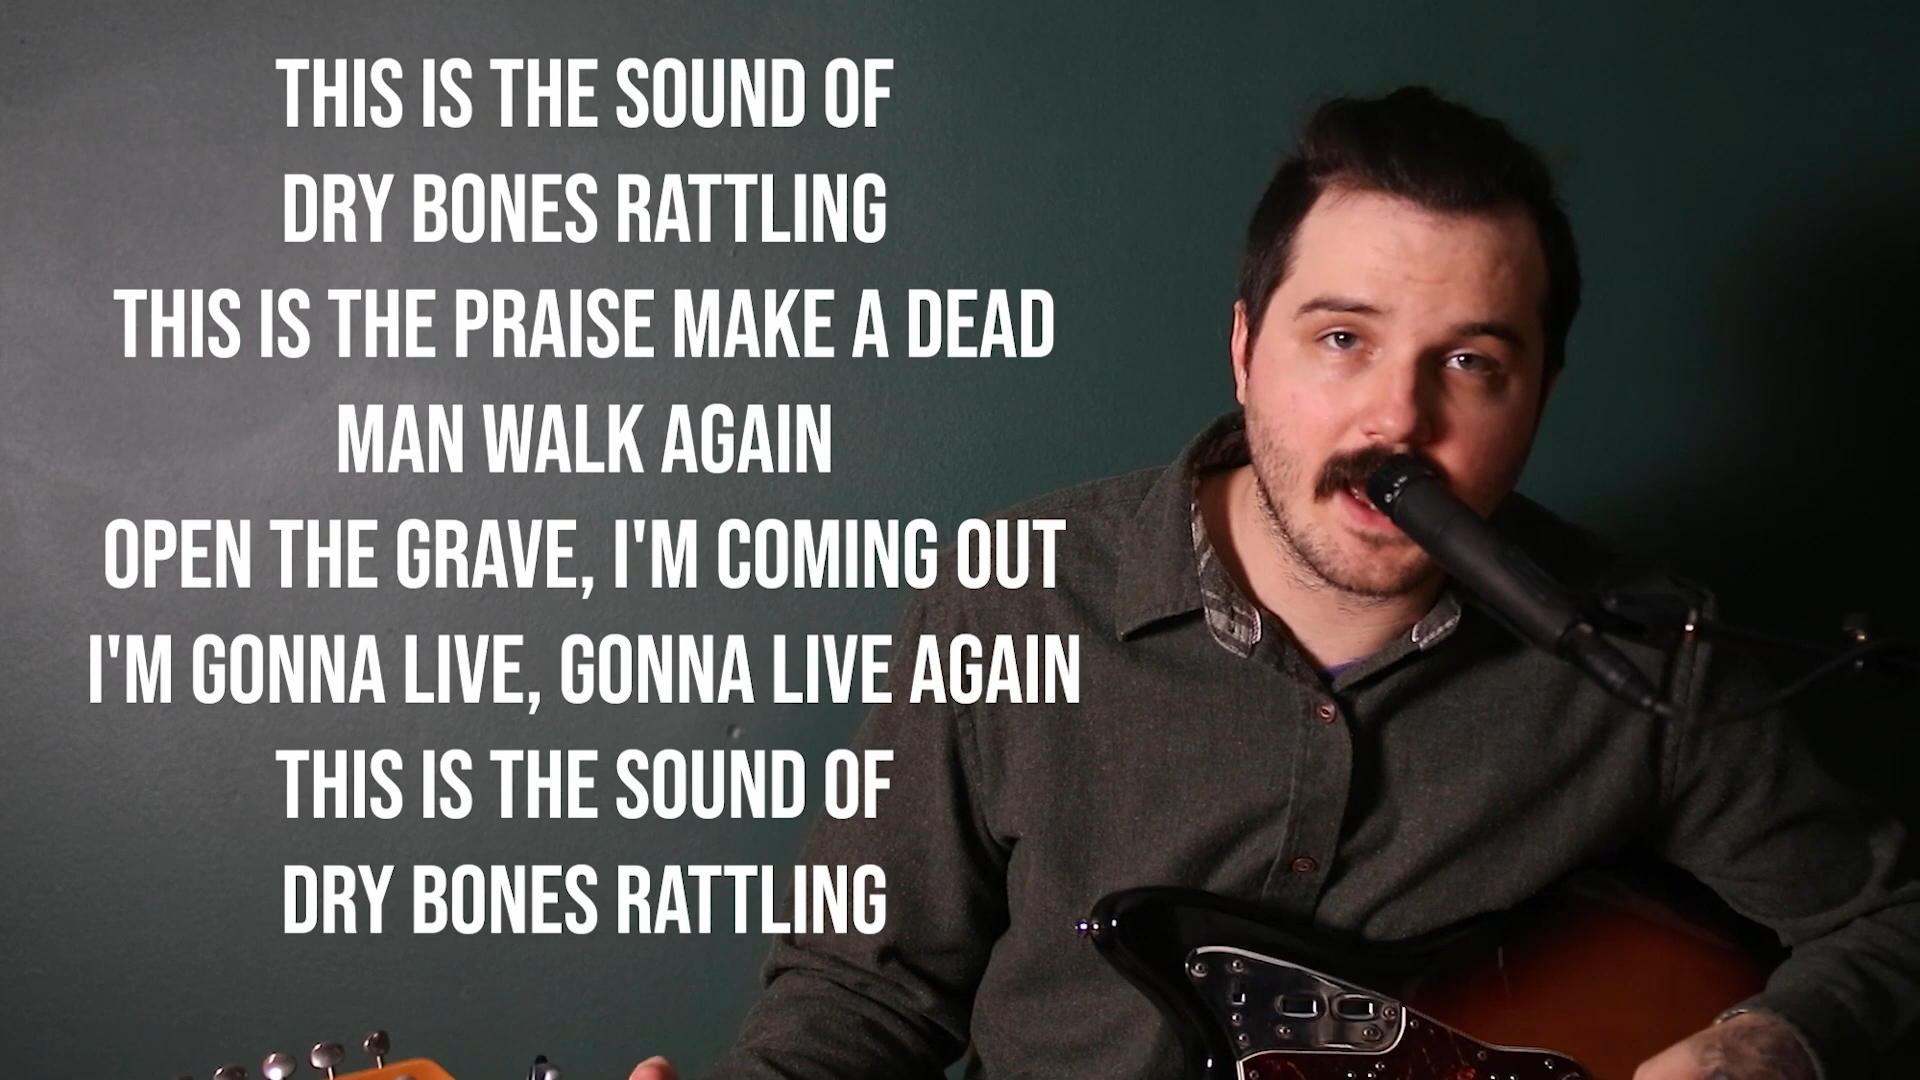 THIS IS THE SOUND OF
DRY BONES RATTLING
THIS IS THE PRAISE MAKE A DEAD
MAN WALK AGAIN
OPEN THE GRAVE, I'M COMING OUT
I'M GONNA LIVE, GONNA LIVE AGAIN
THIS IS THE SOUND OF
DRY BONES RATTLING